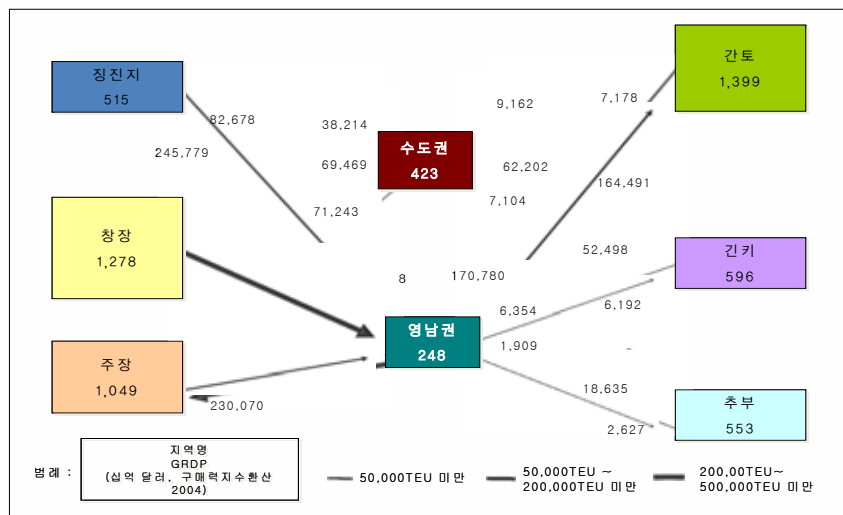 징진지
515
82,678
245,779
38,214
69,469
71,243
수도권
423
9,162
7,178
62,202
7,104
164,491
간토
1,399
창장
1,278
8
170,780
52,498
긴키
596
6,354
6,192
영남권
248
1,909
주장
1,049
230,070
18,635
2,627
추부
553
범례 :
지역명
GRDP
(십억 달러, 구매력지수환산
2004)
50,000TEU 미만
50,000TEU ~
200,000TEU 미만
200,00TEU~
500,000TEU 미만